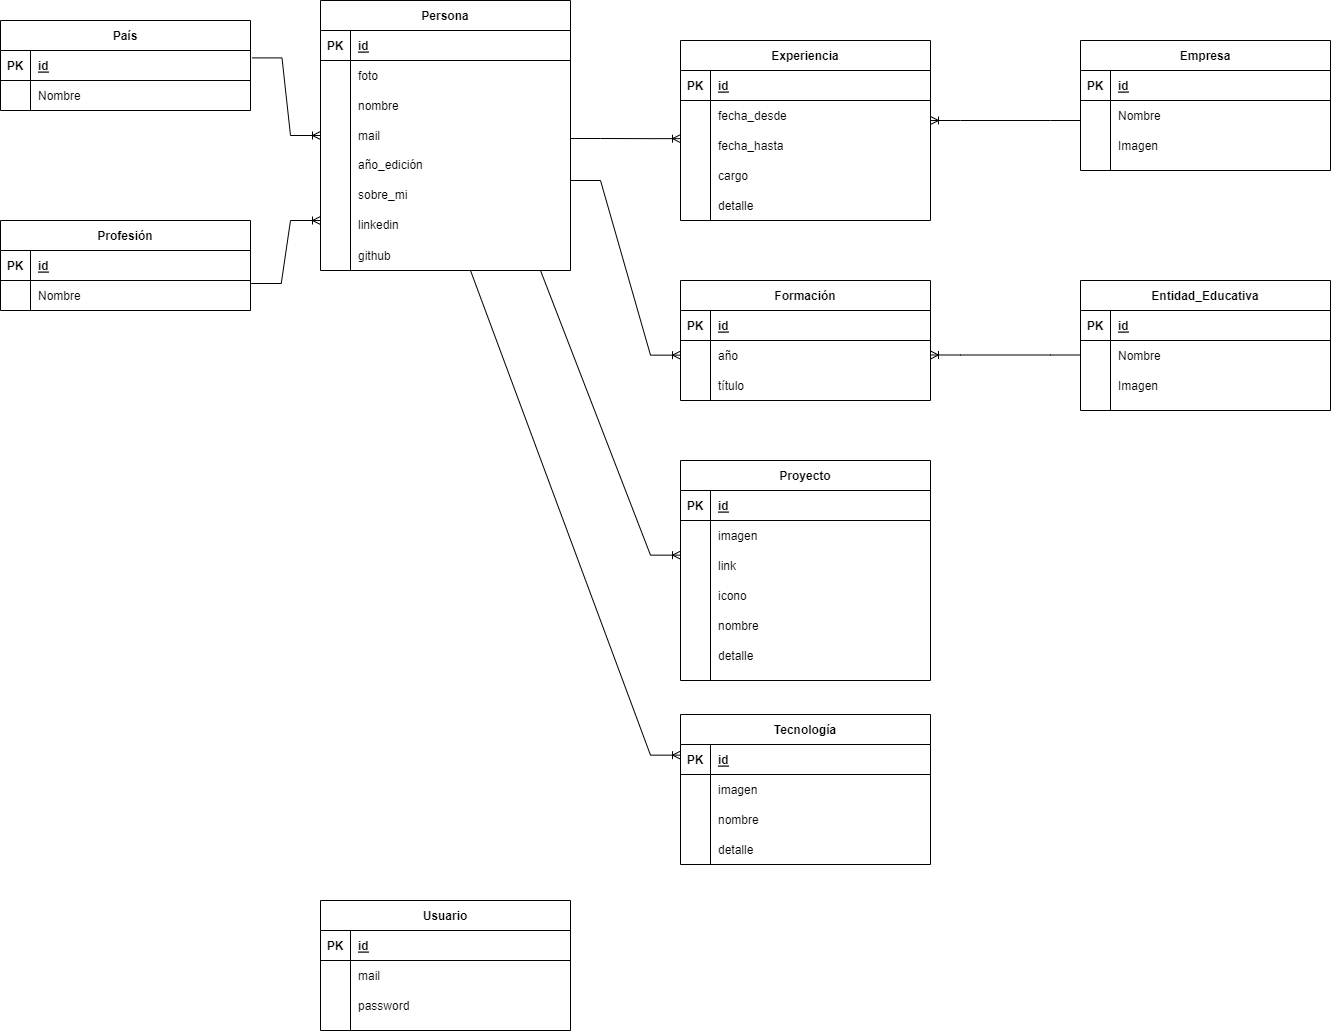 País
PK id
Nombre
Profesión
PK id
Nombre
Persona
PK id
foto
nombre
mail
año_edición
sobre_mi
linkedin
github
Experiencia
PK id
fecha_desde
fecha_hasta
cargo
detalle
Empresa
PK id
Nombre
Imagen
Formación
PK id
año
título
Entidad_Educativa
PK id
Nombre
Imagen
Proyecto
PK id
imagen
link
icono
nombre
detalle
Tecnología
PK id
imagen
nombre
detalle
Usuario
PK id
mail
password